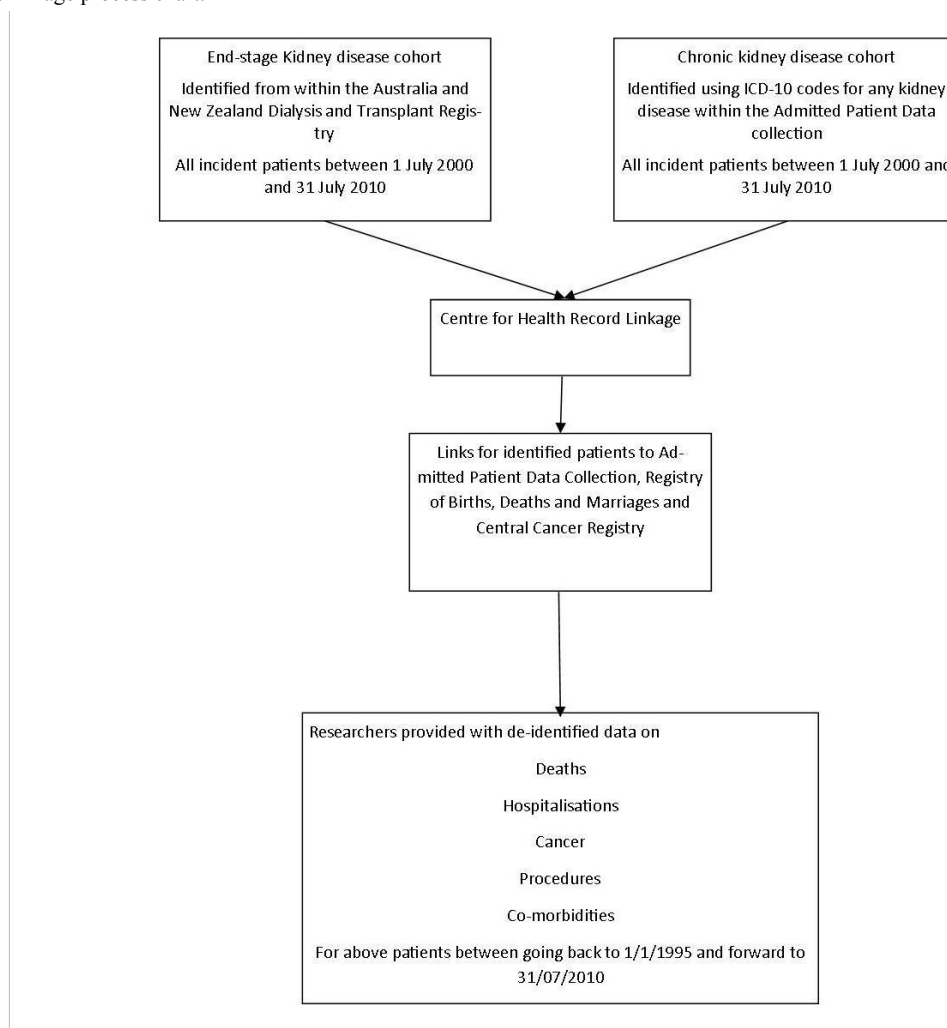 End-stage Kidney disease cohort
Identified from within the Australia and
New Zealand Dialysis and Transplant Regis-
try
All incident patients between 1 July 2000
and 31 July 2010
Chronic kidney disease cohort
Identified using ICD-10 codes for any kidney
disease within the Admitted Patient Data
collection
All incident patients between 1 July 2000 and
31 July 2010
Centre for Health Record Linkage
Links for identified patients to Ad-
mitted Patient Data Collection, Registry
of Births, Deaths and Marriages and
Central Cancer Registry
Researchers provided with de-identified data on
Deaths
Hospitalisations
Cancer
Procedures
Co-morbidities
For above patients between going back to 1/1/1995 and forward to
31/07/2010